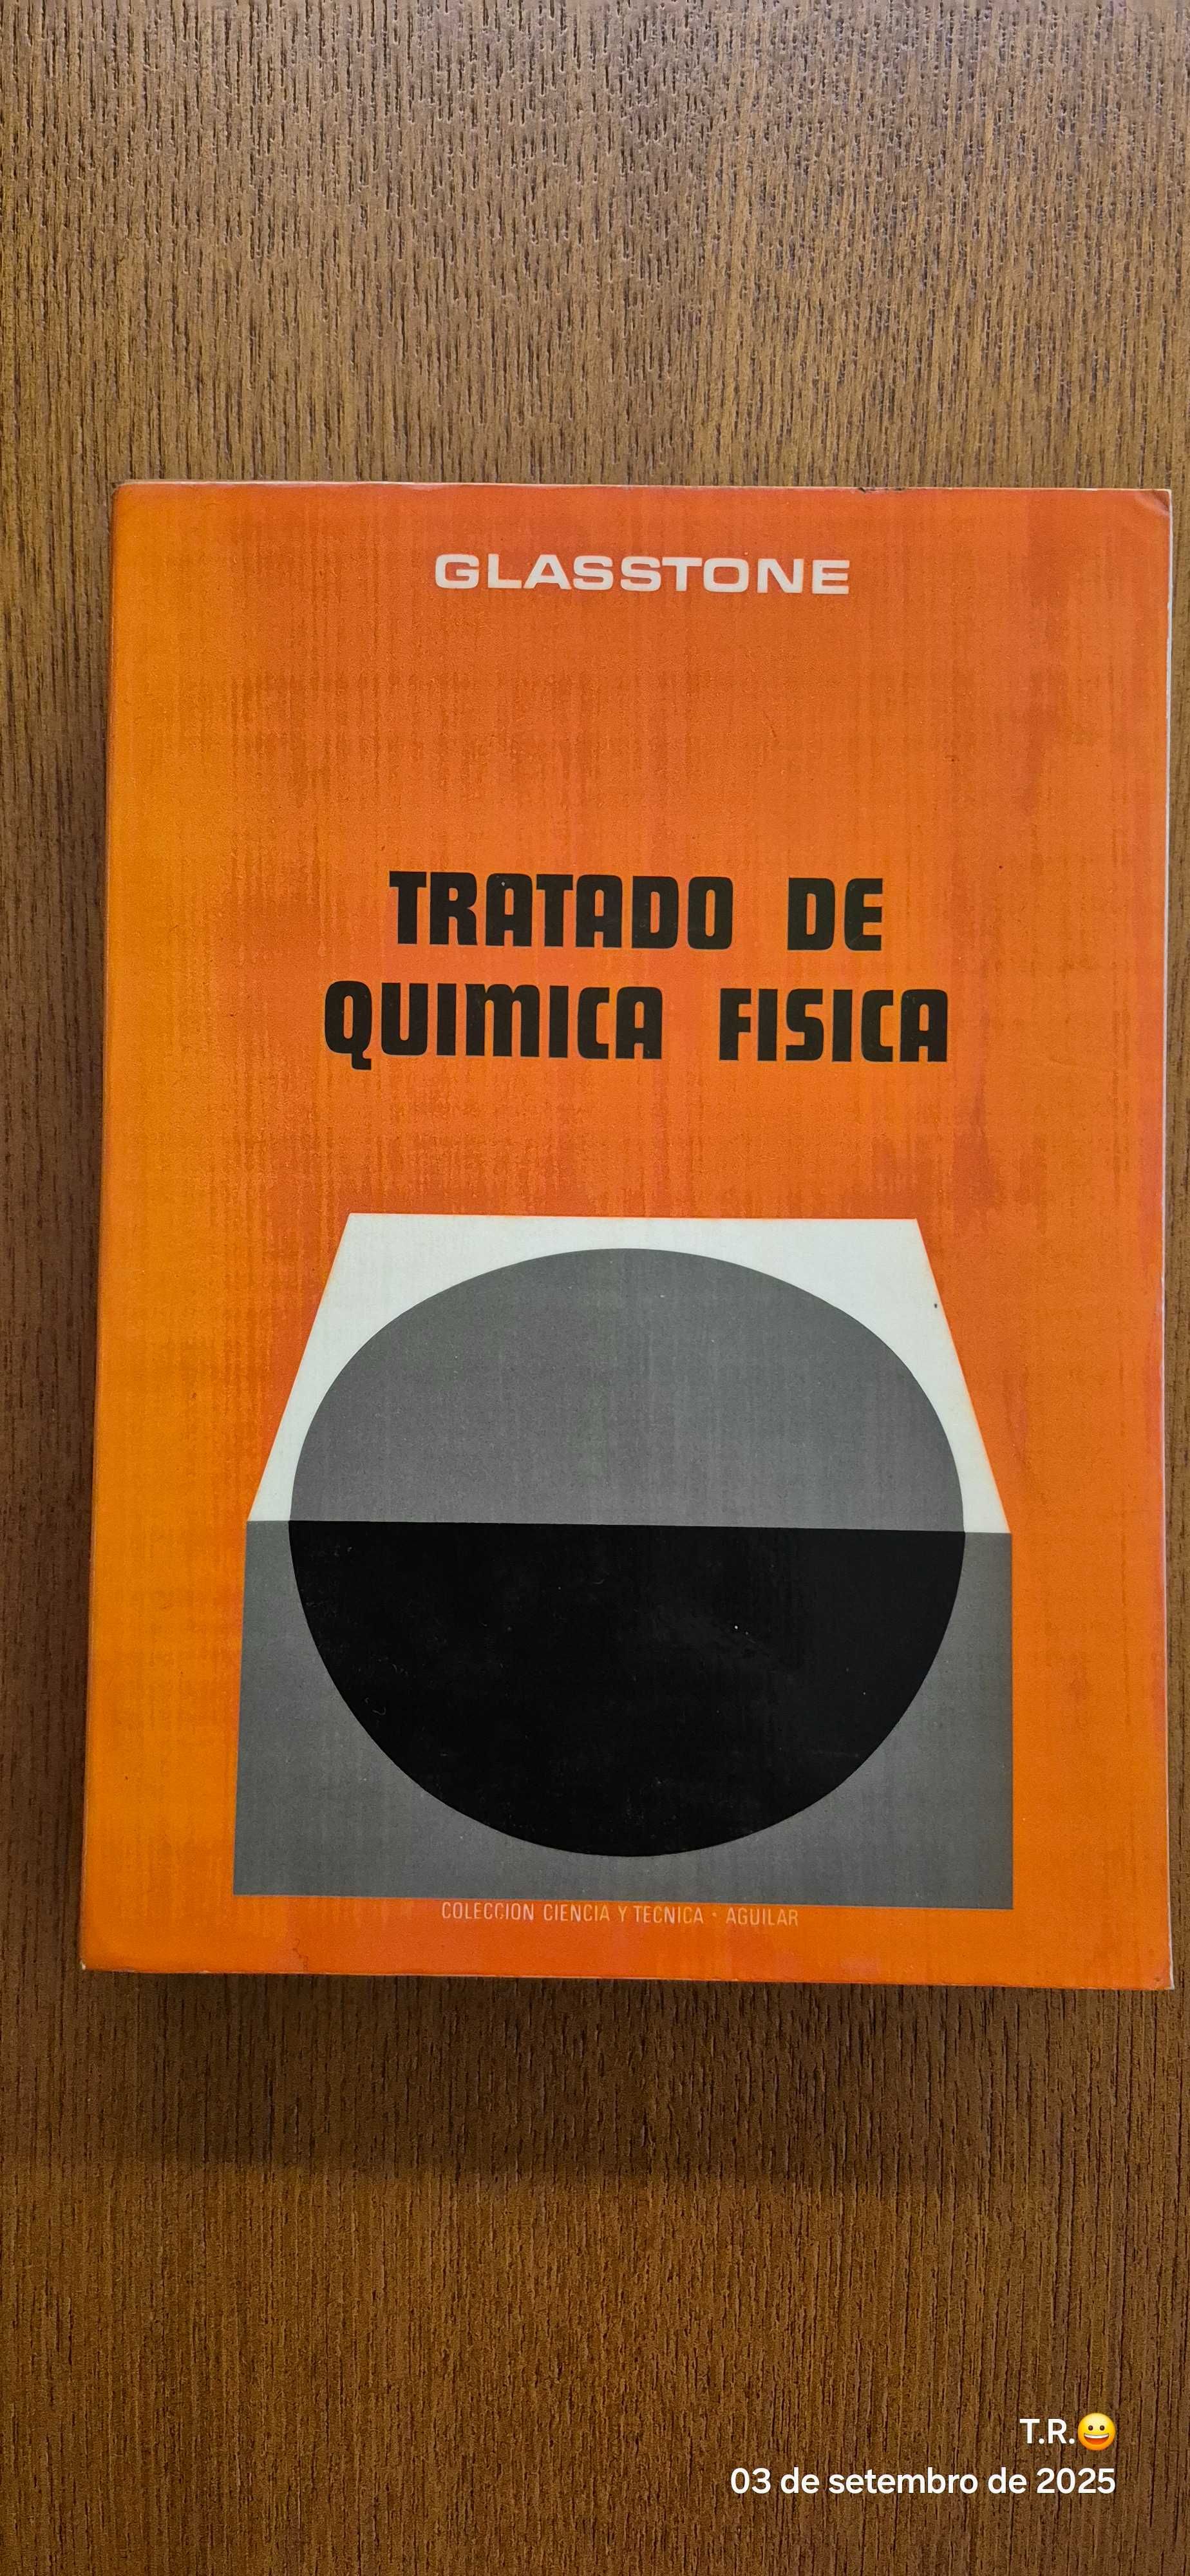 GLASSTONE
TRATADO DE
QUIMICA FISICA
COLECCION CIENCIA Y TECNICA · AGUILAR
T.R.😀
03 de setembro de 2025